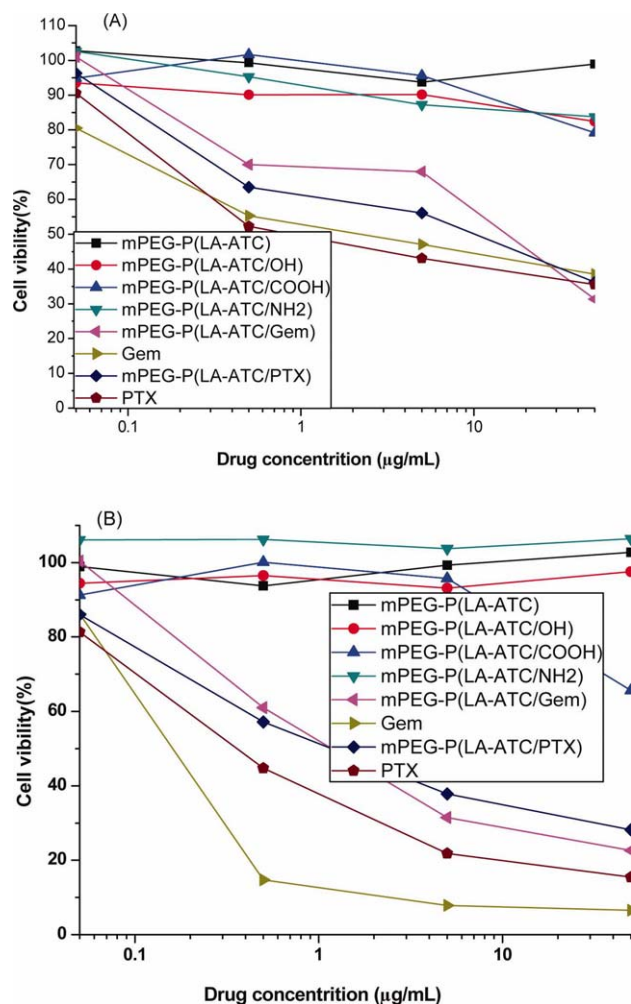 (A)
110
100
90
80
70
60
50
40
30
20
10
0
Cell vibility(%)
mPEG-P(LA-ATC)
mPEG-P(LA-ATC/OH)
mPEG-P(LA-ATC/COOH)
mPEG-P(LA-ATC/NH2)
mPEG-P(LA-ATC/Gem)
Gem
mPEG-P(LA-ATC/PTX)
PTX
0.1 1 10
Drug concentrition (µg/mL)
(B)
100
80
60
40
20
0
Cell vibility(%)
mPEG-P(LA-ATC)
mPEG-P(LA-ATC/OH)
mPEG-P(LA-ATC/COOH)
mPEG-P(LA-ATC/NH2)
mPEG-P(LA-ATC/Gem)
Gem
mPEG-P(LA-ATC/PTX)
PTX
0.1 1 10
Drug concentrition (µg/mL)